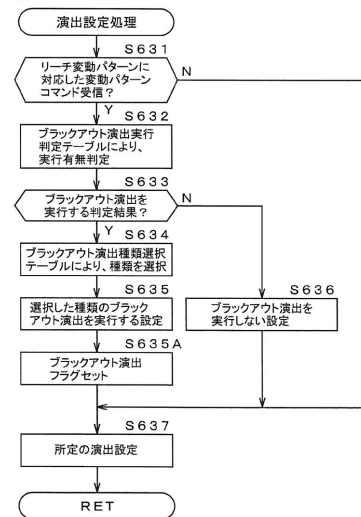 演出設定処理
S631
リーチ変動パターンに
対応した変動パターン
コマンド受信？
N
Y
S632
ブラックアウト演出実行
判定テーブルにより、
実行有無判定
S633
ブラックアウト演出を
実行する判定結果？
N
Y
S634
ブラックアウト演出種類選択
テーブルにより、種類を選択
S635
選択した種類のブラック
アウト演出を実行する設定
S636
ブラックアウト演出を
実行しない設定
S635A
ブラックアウト演出
フラグセット
S637
所定の演出設定
RET